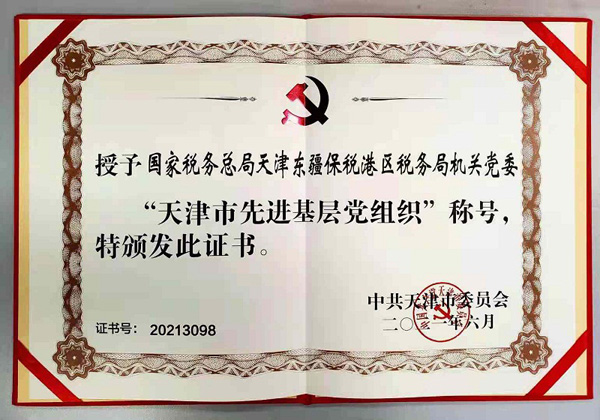 授予国家税务总局天津东疆保税港区税务局机关党委
“天津市先进基层党组织”称号，
特颁发此证书。
中共天津市委员会
二〇二一年六月
证书号：20213098